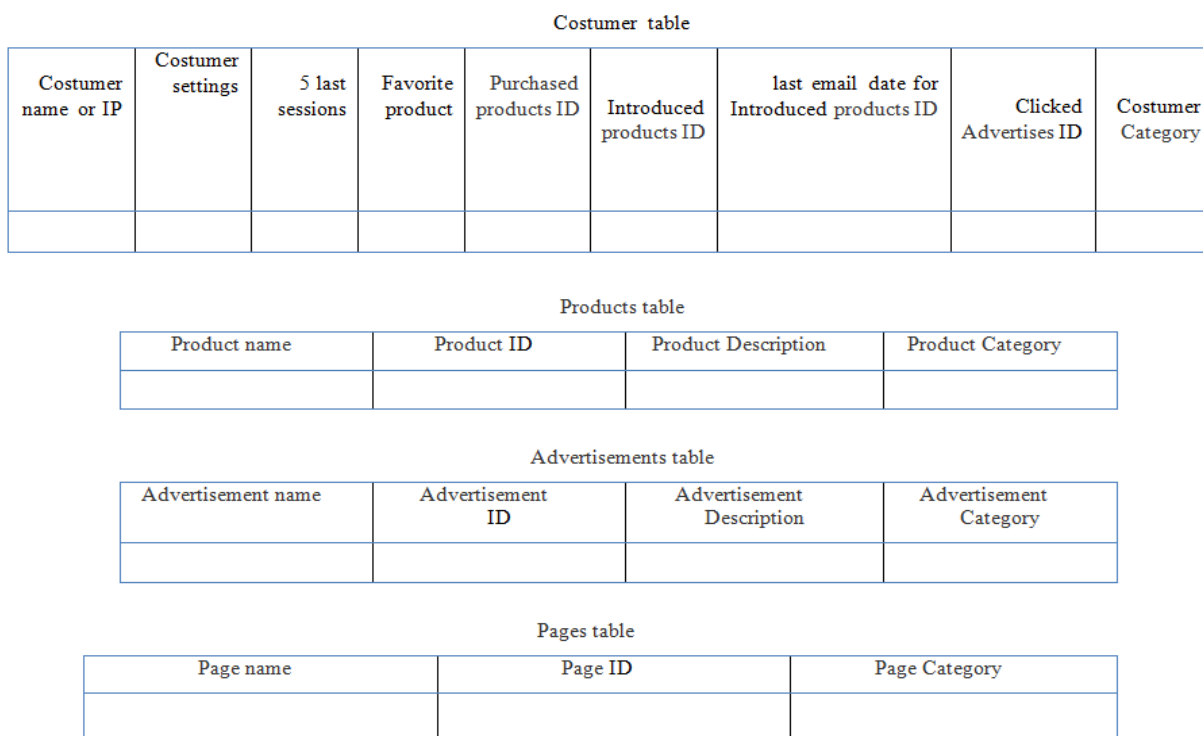 Costumer table
Costumer name or IP
Costumer settings
5 last sessions
Favorite product
Purchased products ID
Introduced products ID
last email date for Introduced products ID
Clicked Advertises ID
Costumer Category
Products table
Product name
Product ID
Product Description
Product Category
Advertisements table
Advertisement name
Advertisement ID
Advertisement Description
Advertisement Category
Pages table
Page name
Page ID
Page Category